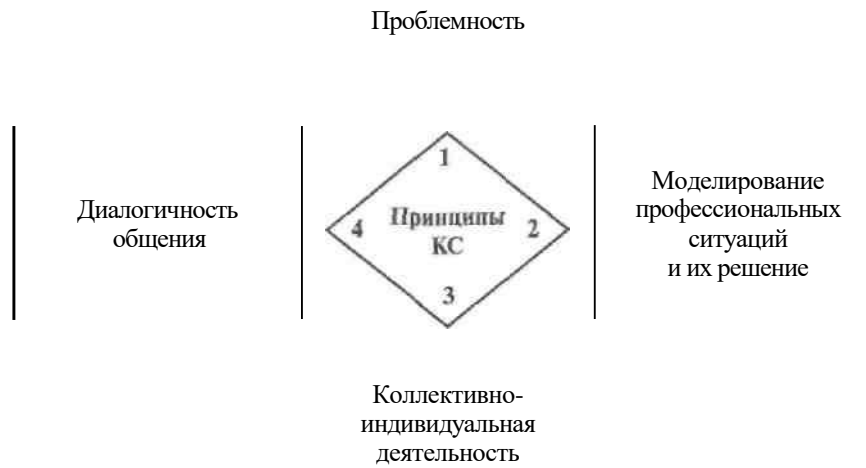 Проблемность
1
Диалогичность
общения
4
Принципы
КС
2
Моделирование
профессиональных
ситуаций
и их решение
3
Коллективно-
индивидуальная
деятельность